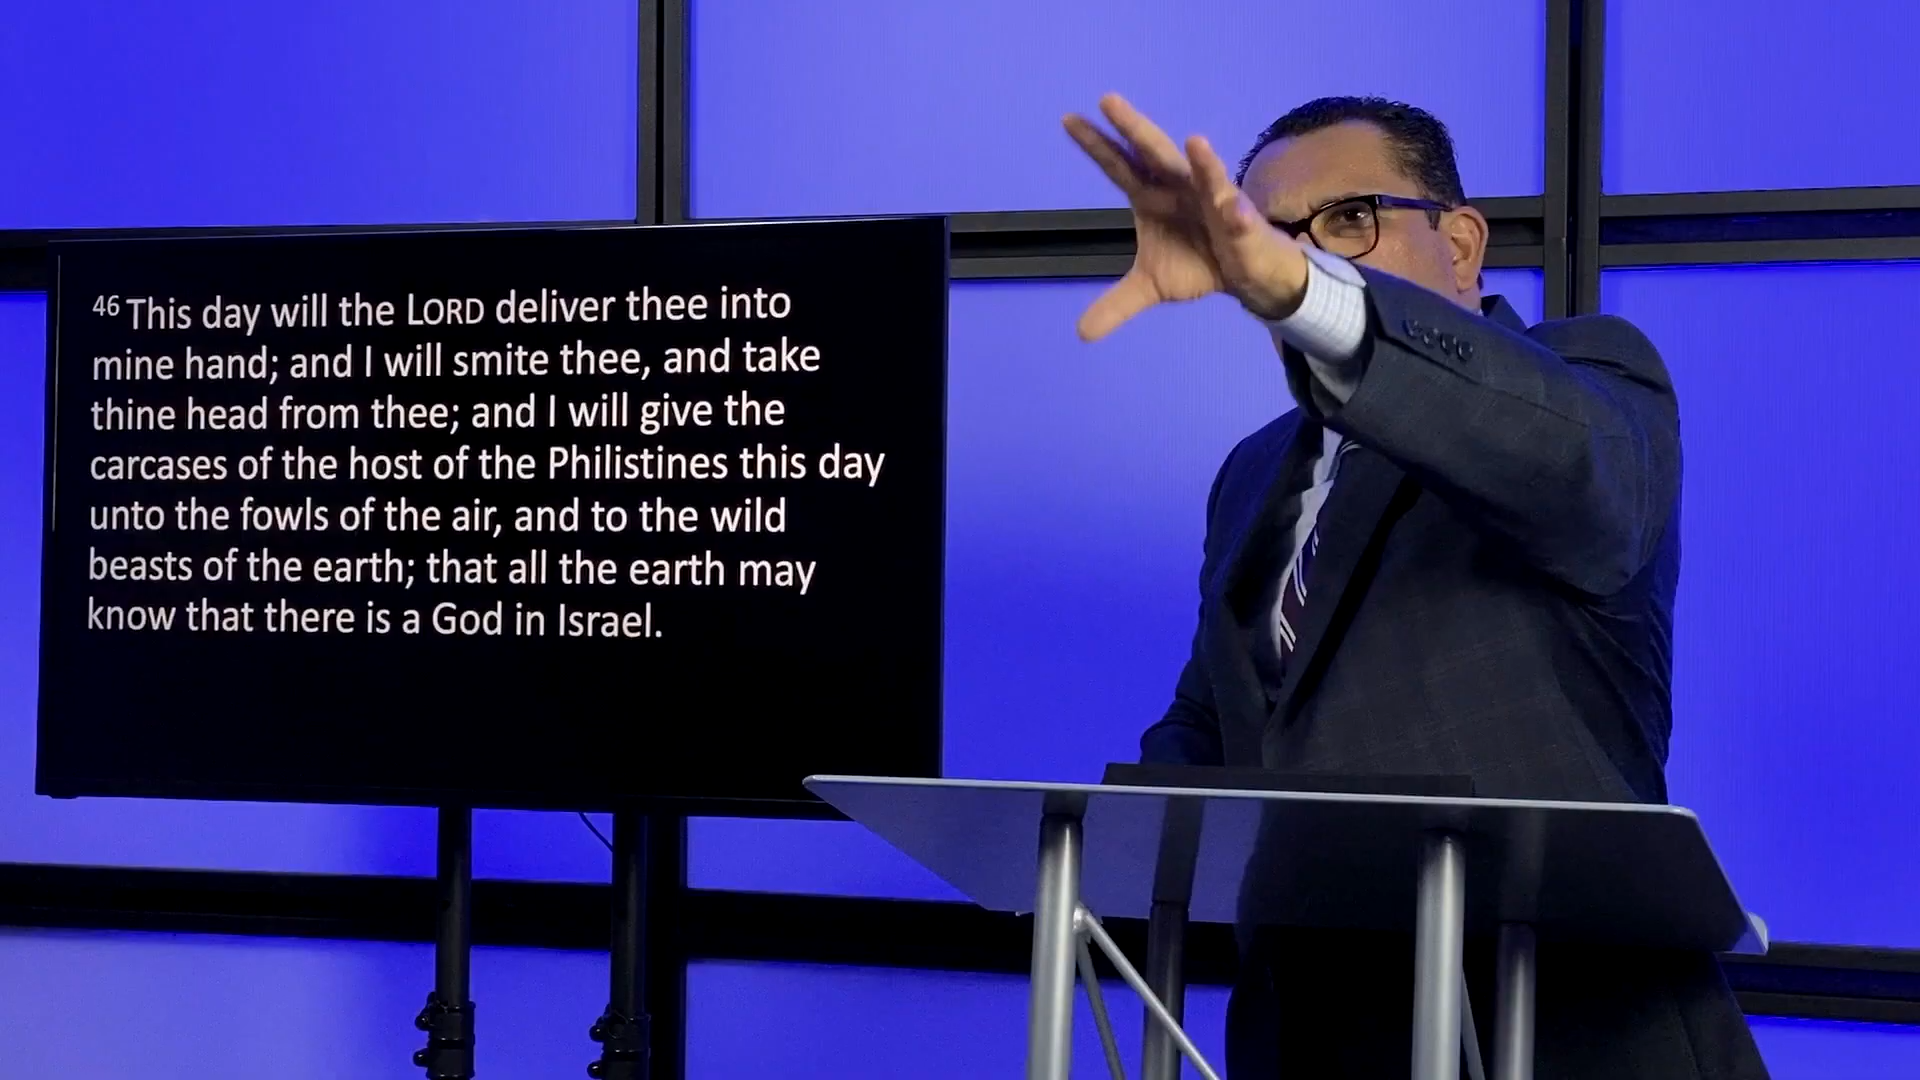 46 This day will the LORD deliver thee into
mine hand; and I will smite thee, and take
thine head from thee; and I will give the
carcases of the host of the Philistines this day
unto the fowls of the air, and to the wild
beasts of the earth; that all the earth may
know that there is a God in Israel.